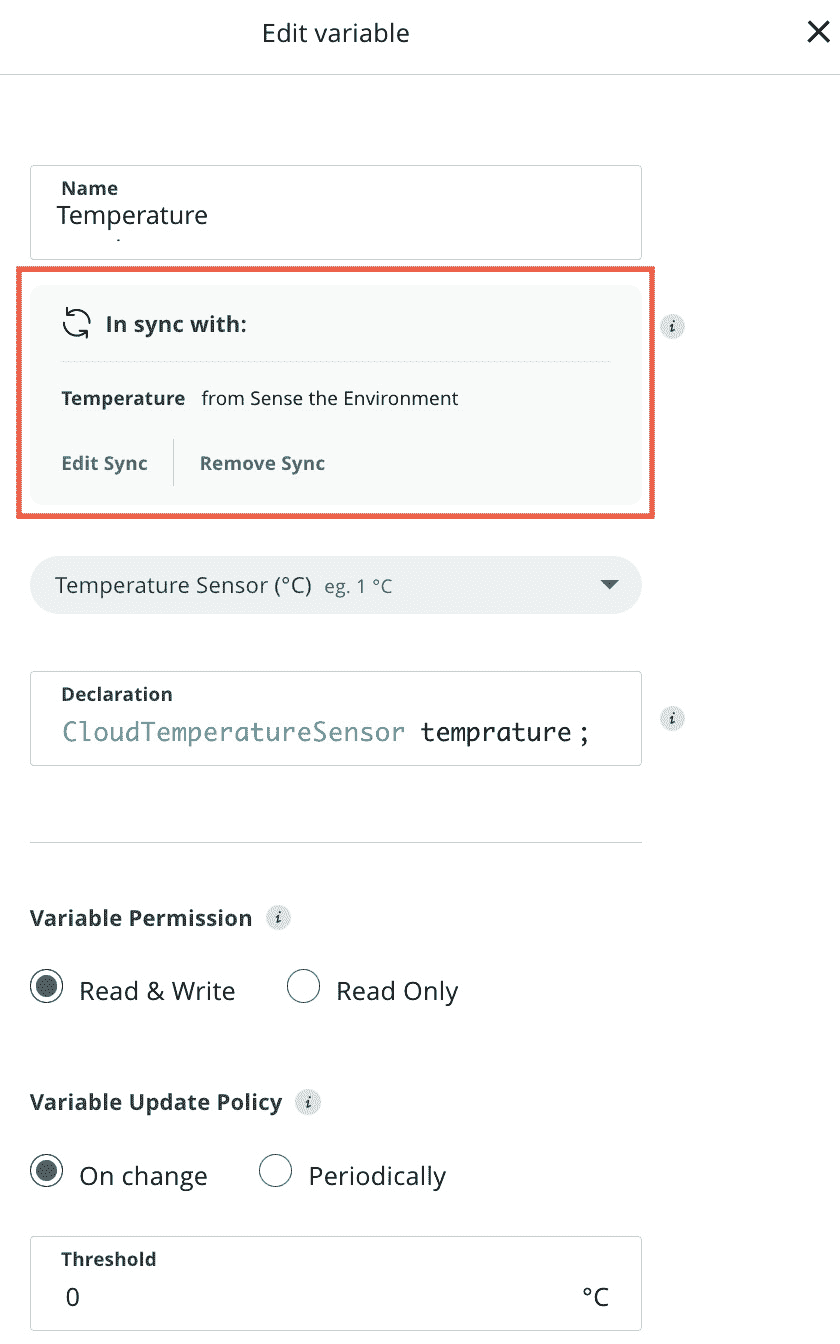 Edit variable
Name
Temperature
In sync with:
Temperature from Sense the Environment
Edit Sync Remove Sync
i
Temperature Sensor (°C) eg. 1 °C
Declaration
CloudTemperatureSensor temprature;
i
Variable Permission i
Read & Write Read Only
Variable Update Policy i
On change Periodically
Threshold
0 °C